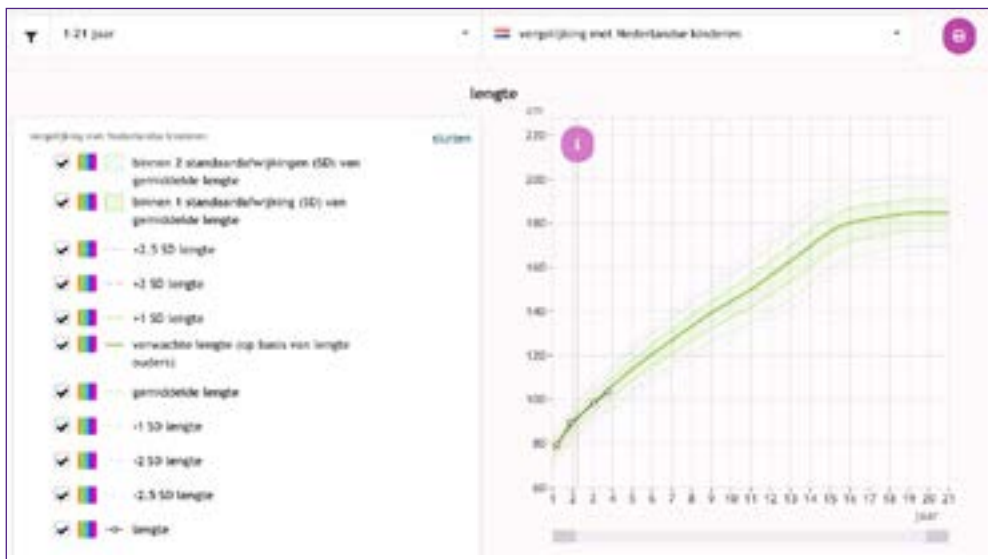 1-21 jaar
vergelijking met Nederlandse kinderen
lengte
vergelijking met Nederlandse kinderen
sluiten
binnen 2 standaardafwijkingen (SD) van
gemiddelde lengte
binnen 1 standaardafwijking (SD) van
gemiddelde lengte
+2.5 SD lengte
+2 SD lengte
+1 SD lengte
verwachte lengte (op basis van lengte
ouders)
gemiddelde lengte
-1 SD lengte
-2 SD lengte
-2.5 SD lengte
lengte
cm
220
200
180
160
140
120
100
80
60
1 2 3 4 5 6 7 8 9 10 11 12 13 14 15 16 17 18 19 20 21
jaar